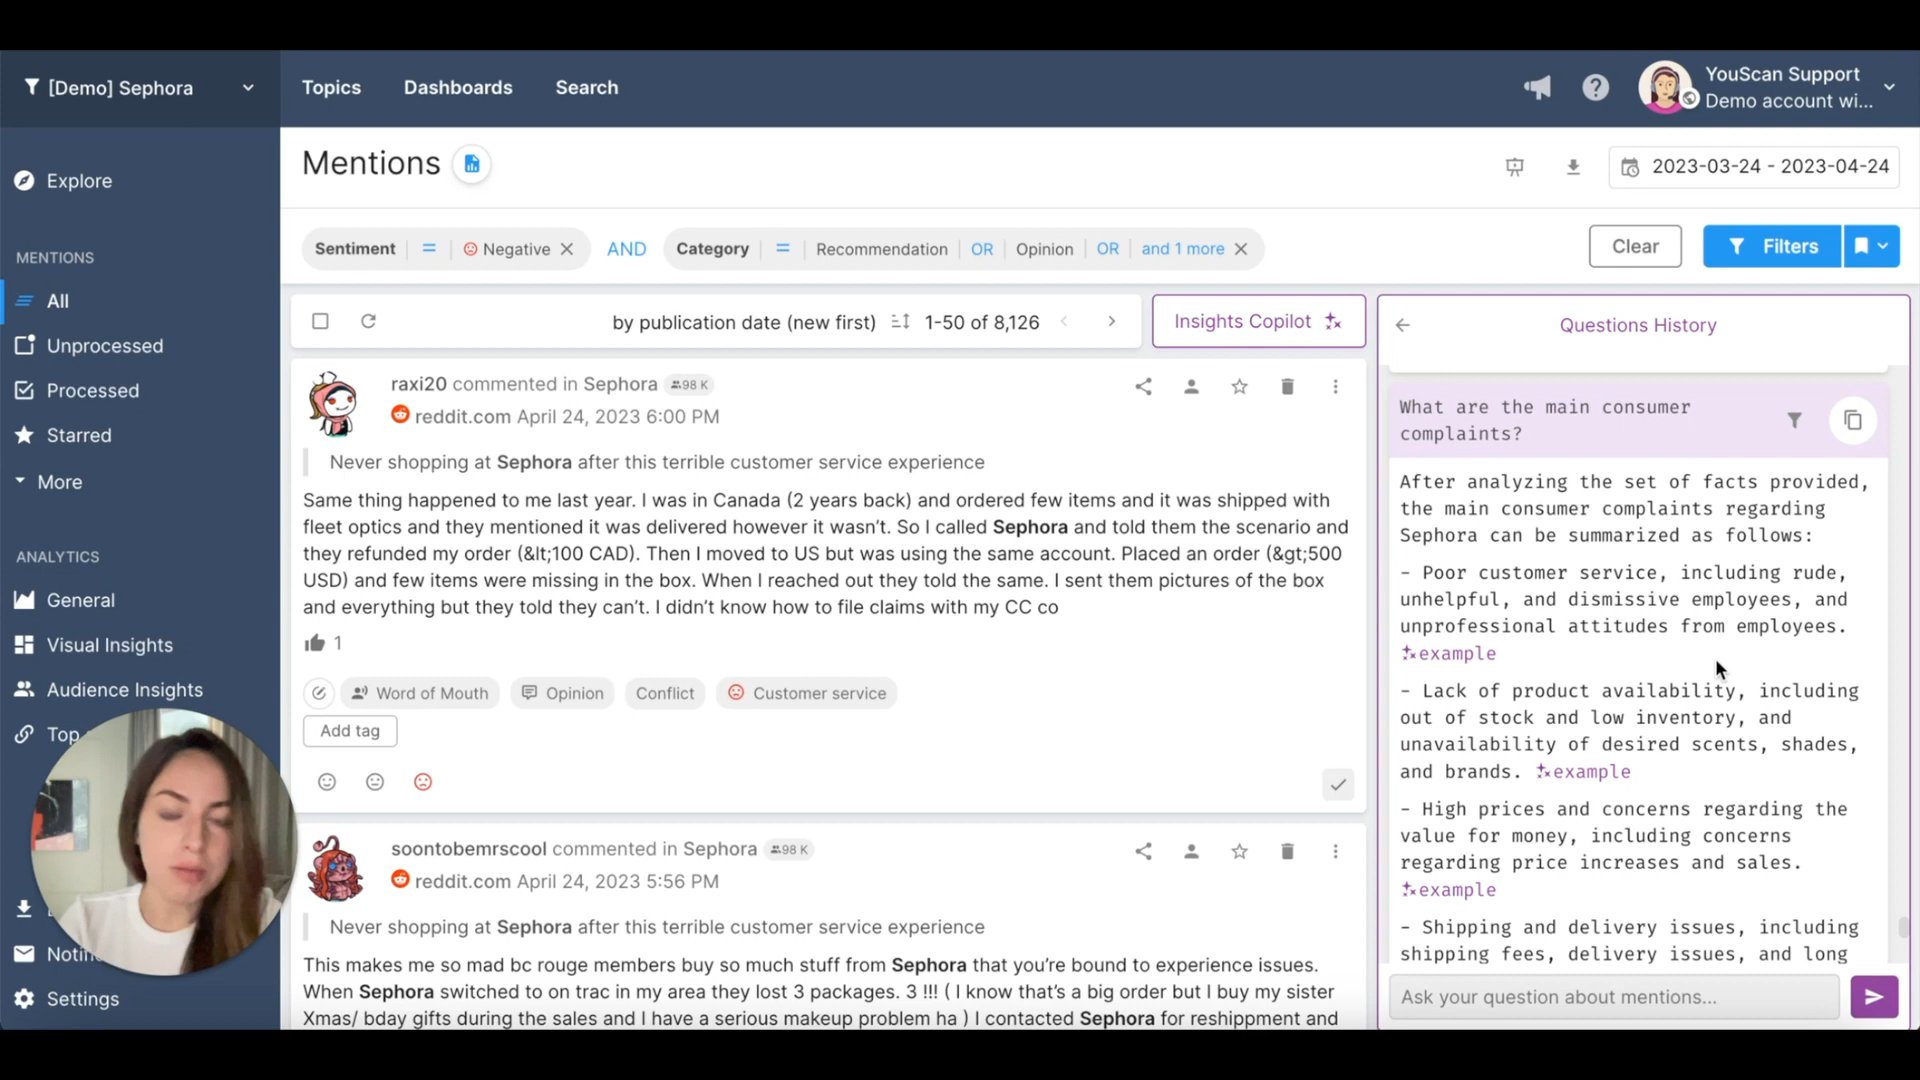 [Demo] Sephora
Topics
Dashboards
Search
YouScan Support
Demo account wi...
Explore
MENTIONS
All
Unprocessed
Processed
Starred
More
ANALYTICS
General
Visual Insights
Audience Insights
Top
Settings
Mentions
2023-03-24 - 2023-04-24
Sentiment = Negative AND Category = Recommendation OR Opinion OR and 1 more
Clear
Filters
by publication date (new first) 1-50 of 8,126
Insights Copilot
raxi20 commented in Sephora 98 K
reddit.com April 24, 2023 6:00 PM
Never shopping at Sephora after this terrible customer service experience
Same thing happened to me last year. I was in Canada (2 years back) and ordered few items and it was shipped with
fleet optics and they mentioned it was delivered however it wasn't. So I called Sephora and told them the scenario and
they refunded my order (&lt;100 CAD). Then I moved to US but was using the same account. Placed an order (&gt;500
USD) and few items were missing in the box. When I reached out they told the same. I sent them pictures of the box
and everything but they told they can't. I didn't know how to file claims with my CC co
1
Word of Mouth
Opinion
Conflict
Customer service
Add tag
soontobemrscool commented in Sephora 98 K
reddit.com April 24, 2023 5:56 PM
Never shopping at Sephora after this terrible customer service experience
This makes me so mad bc rouge members buy so much stuff from Sephora that you're bound to experience issues.
When Sephora switched to on trac in my area they lost 3 packages. 3 !!! ( I know that's a big order but I buy my sister
Xmas/ bday gifts during the sales and I have a serious makeup problem ha ) I contacted Sephora for reshippment and
Questions History
What are the main consumer
complaints?
After analyzing the set of facts provided,
the main consumer complaints regarding
Sephora can be summarized as follows:
- Poor customer service, including rude,
unhelpful, and dismissive employees, and
unprofessional attitudes from employees.
example
- Lack of product availability, including
out of stock and low inventory, and
unavailability of desired scents, shades,
and brands. example
- High prices and concerns regarding the
value for money, including concerns
regarding price increases and sales.
example
- Shipping and delivery issues, including
shipping fees, delivery issues, and long
Ask your question about mentions...